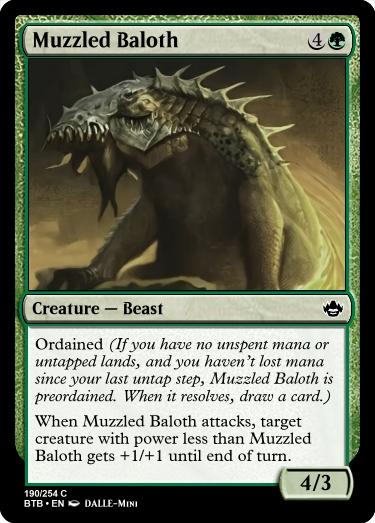 Muzzled Baloth 4
Creature — Beast
Ordained (If you have no unspent mana or
untapped lands, and you haven't lost mana
since your last untap step, Muzzled Baloth is
preordained. When it resolves, draw a card.)
When Muzzled Baloth attacks, target
creature with power less than Muzzled
Baloth gets +1/+1 until end of turn.
4/3
190/254 C
BTB • EN DALLE-Mini